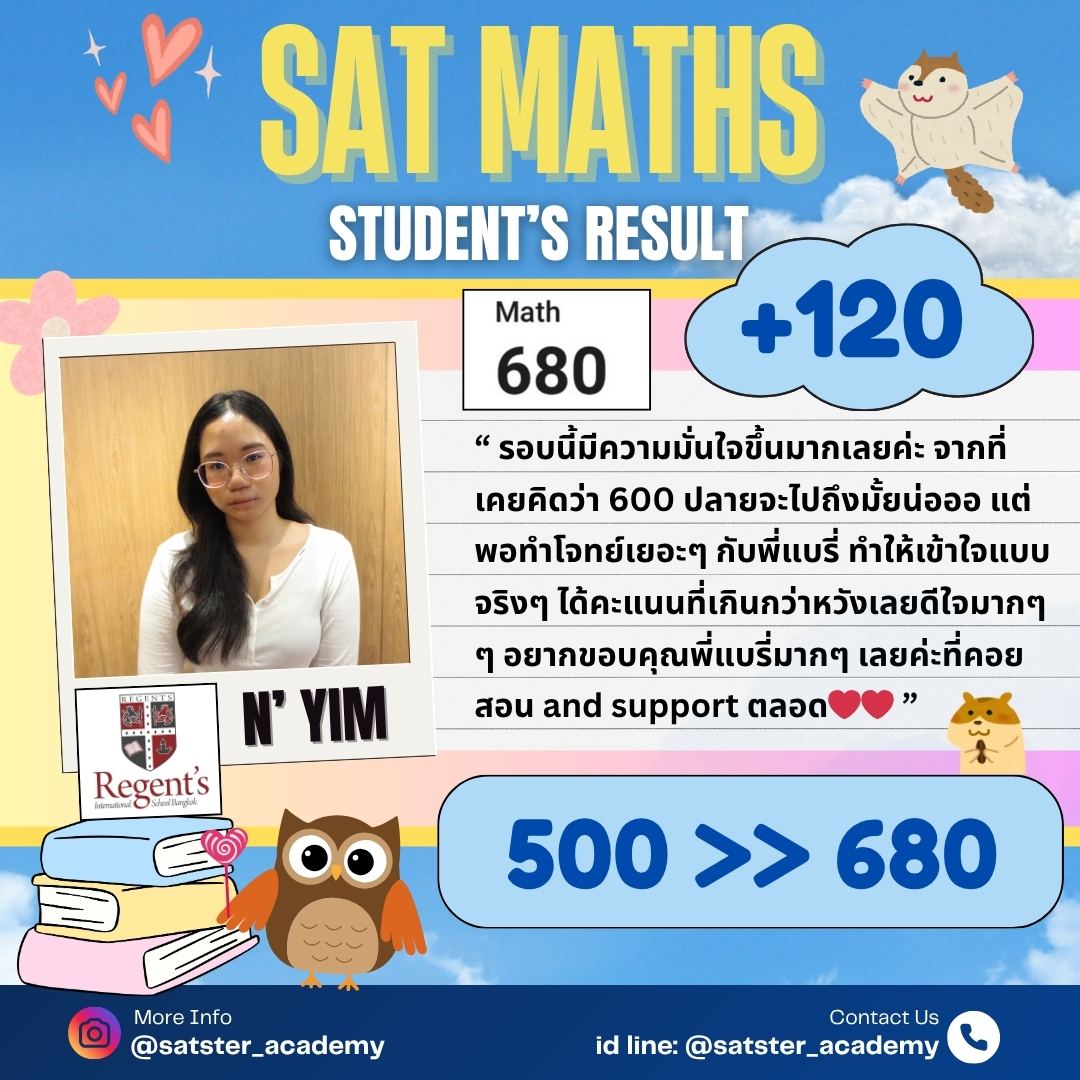 SAT MATHS
STUDENT'S RESULT
Math
680
+120
“ รอบนี้มีความมั่นใจขึ้นมากเลยค่ะ จากที่
เคยคิดว่า 600 ปลายจะไปถึงมั้ยน่อออ แต่
พอทำโจทย์เยอะๆ กับพี่แบรี่ ทำให้เข้าใจแบบ
จริงๆ ได้คะแนนที่เกินกว่าหวังเลยดีใจมากๆ
ๆ อยากขอบคุณพี่แบรี่มากๆ เลยค่ะที่คอย
สอน and support ตลอด❤❤ ”
N' YIM
REGENTS
Regent's
International School Bangkok
500 >> 680
More Info
@satster_academy
Contact Us
id line: @satster_academy